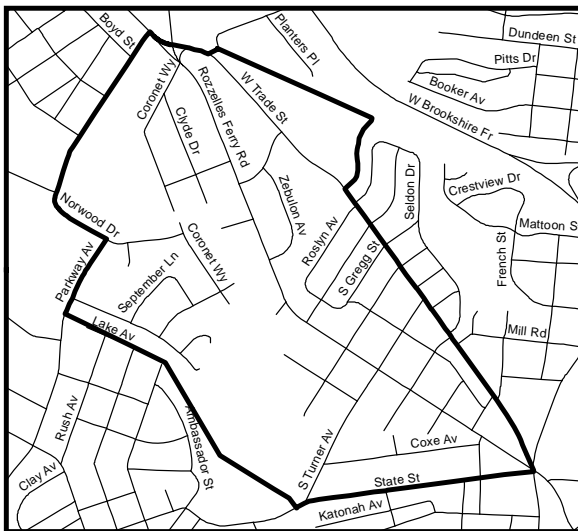 Boyd St
Planters Pl
Dundeen St
Pitts Dr
Booker Av
W Brookshire Fr
Coronet Wy
Rozzelles Ferry Rd
W Trade St
Clyde Dr
Crestview Dr
Seldon Dr
Zebulon Av
Roslyn Av
Norwood Dr
Mattoon S
French St
S Gregg St
Coronet Wy
Parkway Av
September Ln
Lake Av
Mill Rd
Rush Av
Ambassador St
S Turner Av
Coxe Av
Clay Av
State St
Katonah Av